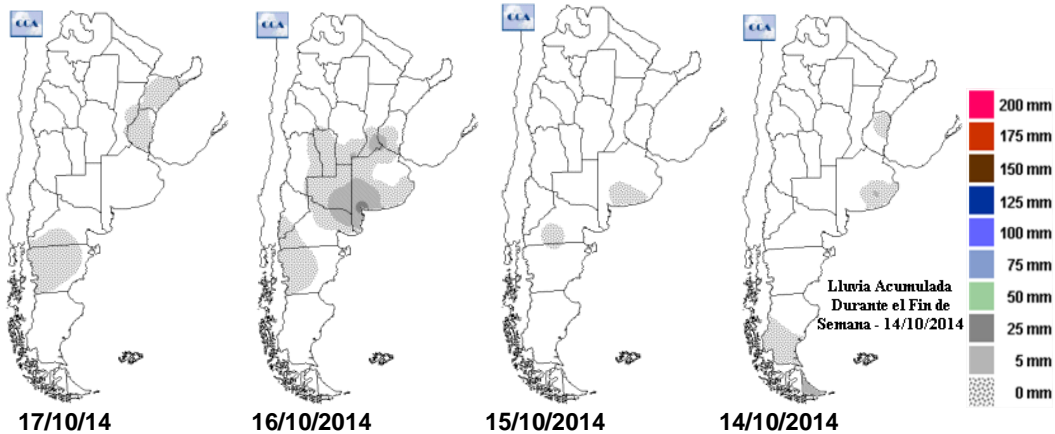 CCA
CCA
CCA
CCA
200 mm
175 mm
150 mm
125 mm
100 mm
75 mm
50 mm
25 mm
5 mm
0 mm
Lluvia Acumulada
Durante el Fin de
Semana - 14/10/2014
17/10/14
16/10/2014
15/10/2014
14/10/2014